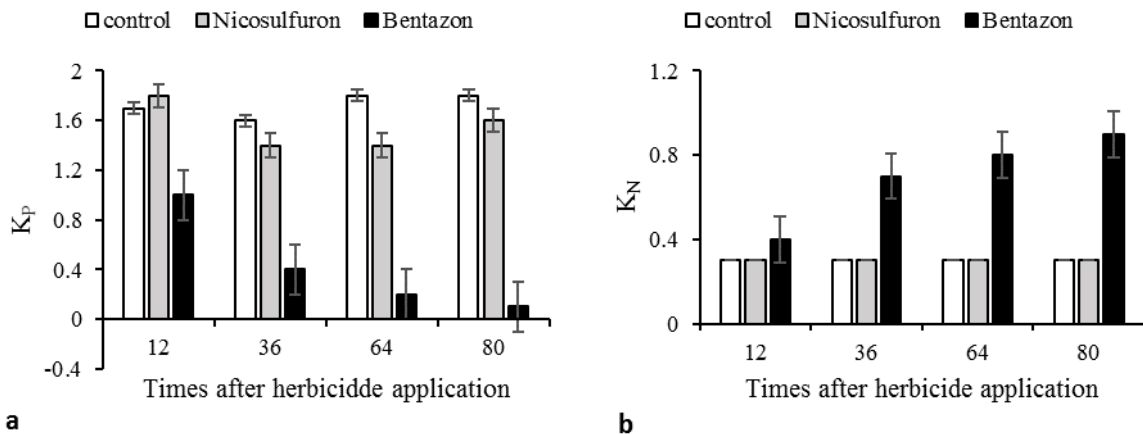 control Nicosulfuron Bentazon
2
1.6
1.2
0.8
0.4
0
-0.4
KP
12 36 64 80
Times after herbicidde application
a
control Nicosulfuron Bentazon
1.2
0.8
0.4
0
KN
12 36 64 80
Times after herbicide application
b